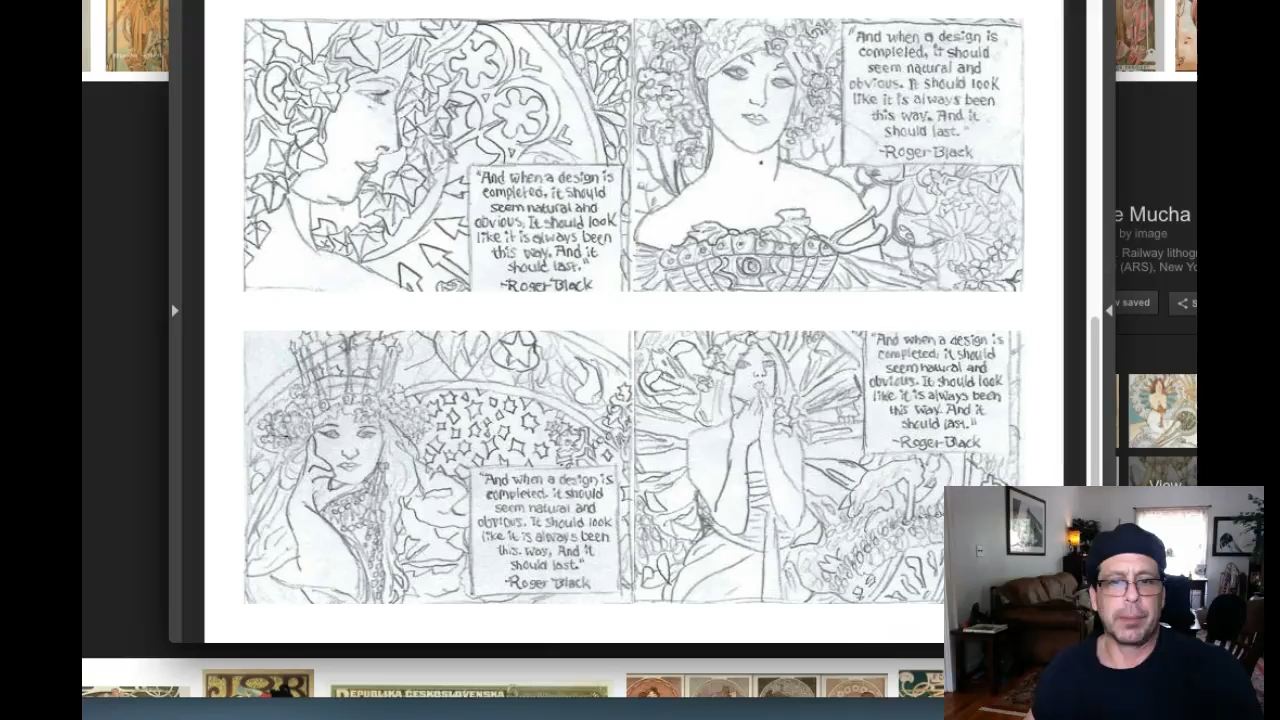 "And when a design is
completed, it should
seem natural and
obvious. It should look
like it is always been
this way. And it
should last."
-Roger Black
"And when a design is
completed, it should
seem natural and
obvious. It should look
like it is always been
this way. And it
should last."
-Roger Black
"And when a design is
completed, it should
seem natural and
obvious. It should look
like it is always been
this way, And it
should last."
-Roger Black
"And when a design is
completed, it should
seem natural and
obvious. It should look
like it is always been
this way. And it
should last."
-Roger Black
e Mucha
by image
Railway lithogr
(ARS), New Yo
w saved
S
View
REPUBLIKA ČESKOSLOVENSKÁ